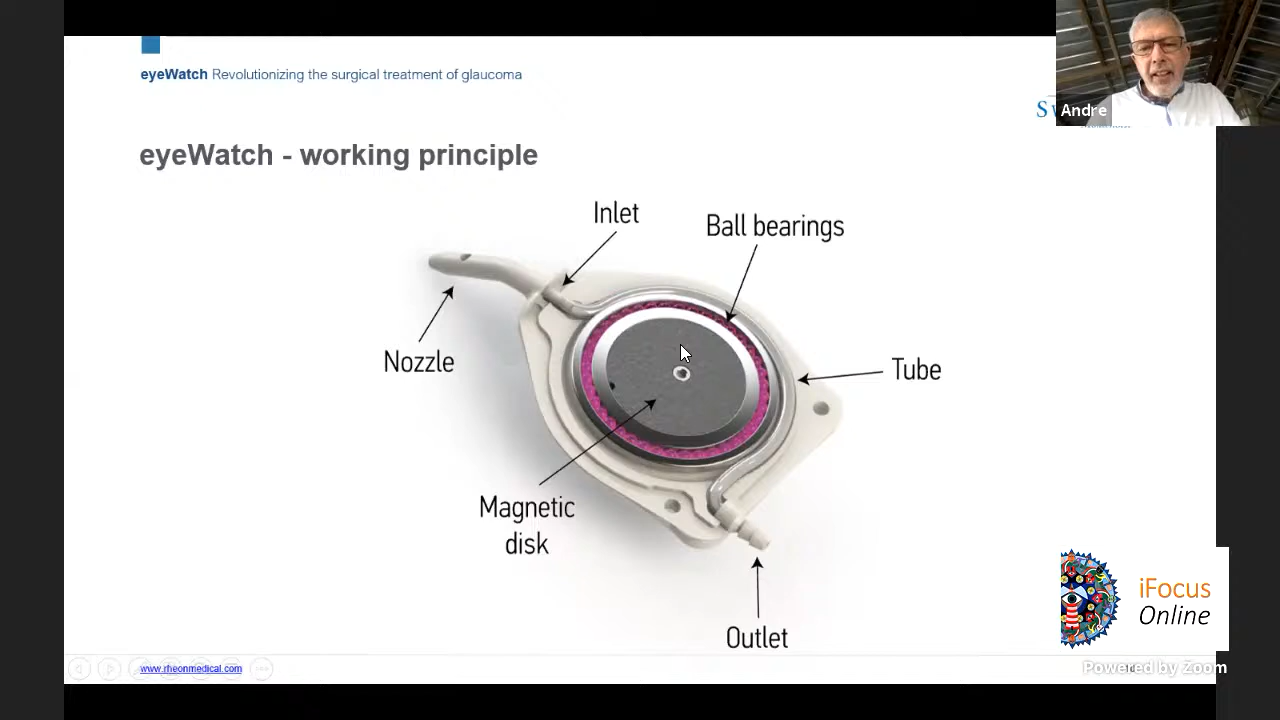 eyeWatch Revolutionizing the surgical treatment of glaucoma
Andre
eyeWatch - working principle
Inlet
Ball bearings
Nozzle
Tube
Magnetic
disk
Outlet
iFocus
Online
www.rheonmedical.com
Powered by Zoom